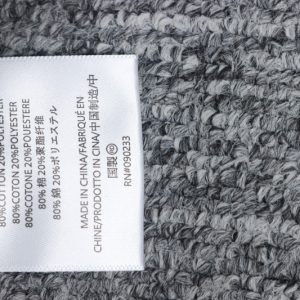 80%COTTON 20%POLYESTER
80%COTON 20%POLYESTER
80%COTONE 20%POLIESTERE
80% 棉 20%聚酯纤维
80% 綿 20%ポリエステル
MADE IN CHINA/FABRIQUÉ EN
CHINE/PRODOTTO IN CINA/中国制造/中
国製
RN#090233